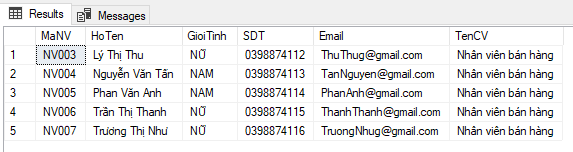 Results Messages
MaNV HoTen GioiTinh SDT Email TenCV
1 NV003 Lý Thị Thu NỮ 0398874112 ThuThug@gmail.com Nhân viên bán hàng
2 NV004 Nguyễn Văn Tấn NAM 0398874113 TanNguyen@gmail.com Nhân viên bán hàng
3 NV005 Phan Văn Anh NAM 0398874114 PhanAnh@gmail.com Nhân viên bán hàng
4 NV006 Trần Thị Thanh NỮ 0398874115 ThanhThanh@gmail.com Nhân viên bán hàng
5 NV007 Trương Thị Như NỮ 0398874116 TruongNhug@gmail.com Nhân viên bán hàng